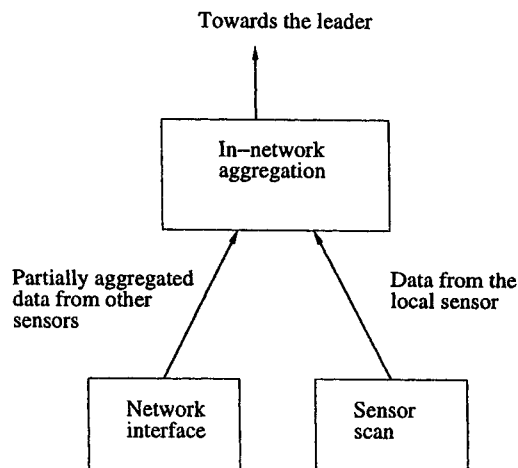 Towards the leader
In–network
aggregation
Partially aggregated
data from other
sensors
Data from the
local sensor
Network
interface
Sensor
scan